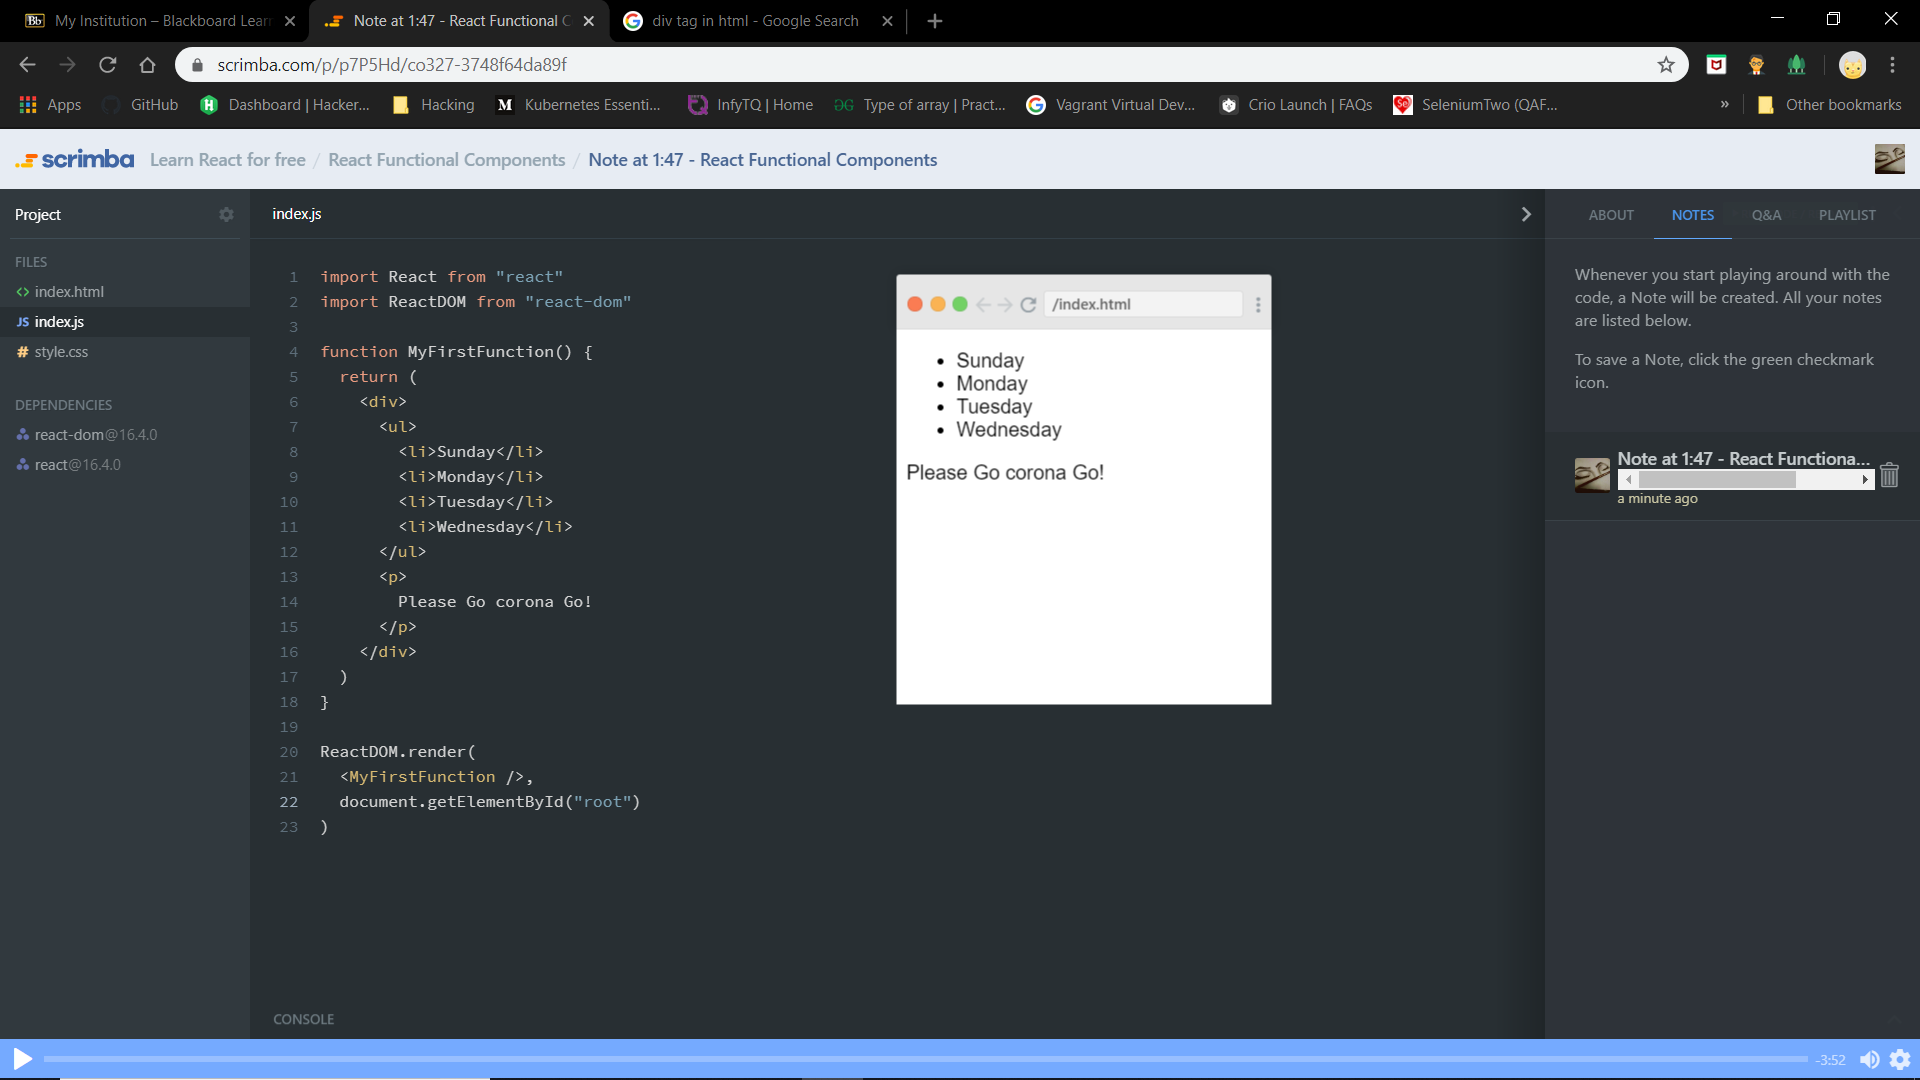 My Institution – Blackboard Lear
Note at 1:47 - React Functional C
div tag in html - Google Search
scrimba.com/p/p7P5Hd/co327-3748f64da89f
Apps
GitHub
Dashboard | Hacker...
Hacking
Kubernetes Essenti...
InfyTQ | Home
Type of array | Pract...
Vagrant Virtual Dev...
Crio Launch | FAQs
SeleniumTwo (QAF...
»
Other bookmarks
scrimba
Learn React for free / React Functional Components / Note at 1:47 - React Functional Components
Project
FILES
<> index.html
JS index.js
# style.css
DEPENDENCIES
react-dom@16.4.0
react@16.4.0
index.js
1 import React from "react"
2 import ReactDOM from "react-dom"
3
4 function MyFirstFunction() {
5 return (
6 <div>
7 <ul>
8 <li>Sunday</li>
9 <li>Monday</li>
10 <li>Tuesday</li>
11 <li>Wednesday</li>
12 </ul>
13 <p>
14 Please Go corona Go!
15 </p>
16 </div>
17 )
18 }
19
20 ReactDOM.render(
21 <MyFirstFunction />,
22 document.getElementById("root")
23 )
/index.html
• Sunday
• Monday
• Tuesday
• Wednesday
Please Go corona Go!
CONSOLE
ABOUT
NOTES
Q&A
PLAYLIST
Whenever you start playing around with the
code, a Note will be created. All your notes
are listed below.
To save a Note, click the green checkmark
icon.
Note at 1:47 - React Functiona...
a minute ago
-3:52